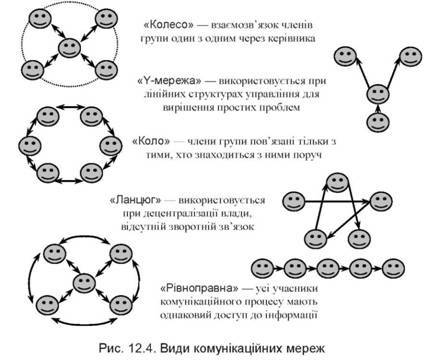 «Колесо» — взаємозв'язок членів
групи один з одним через керівника
«Y-мережа» — використовується при
лінійних структурах управління для
вирішення простих проблем
«Коло» — члени групи пов'язані тільки з
тими, хто знаходиться з ними поруч
«Ланцюг» — використовується
при децентралізації влади,
відсутній зворотній зв'язок
«Рівноправна» — усі учасники
комунікаційного процесу мають
однаковий доступ до інформації
Рис. 12.4. Види комунікаційних мереж